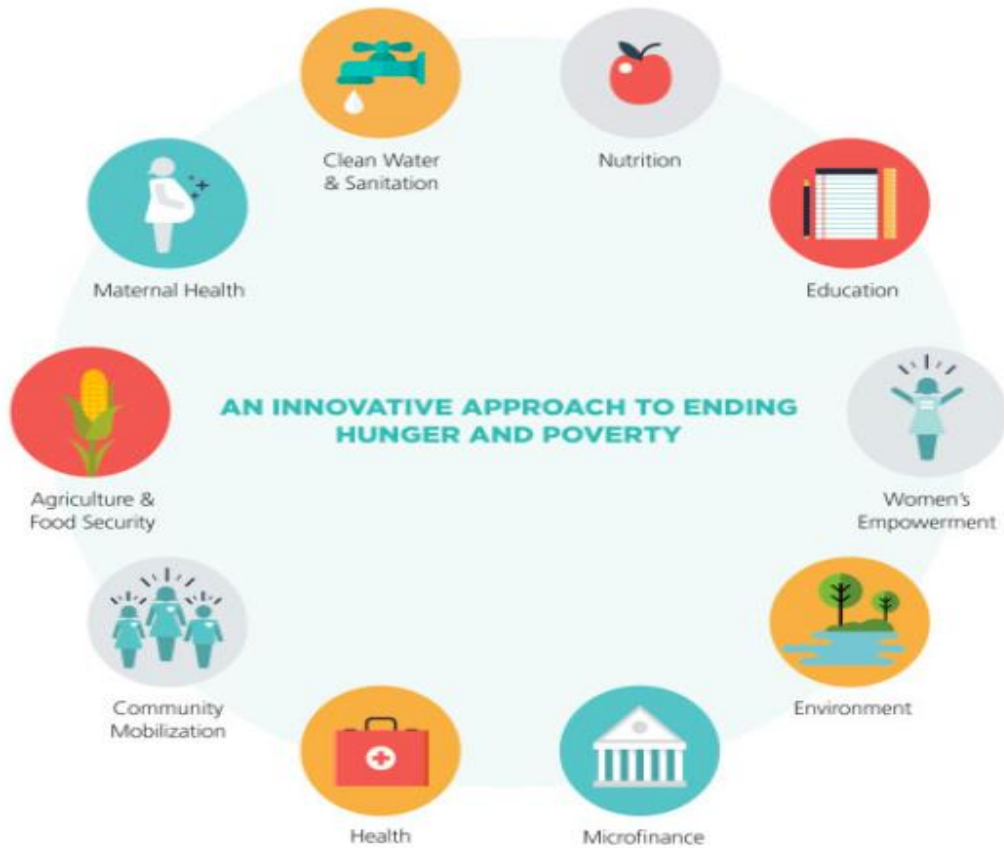 Clean Water
& Sanitation
Nutrition
Maternal Health
Education
AN INNOVATIVE APPROACH TO ENDING
HUNGER AND POVERTY
Agriculture &
Food Security
Women's
Empowerment
Community
Mobilization
Environment
Health
Microfinance